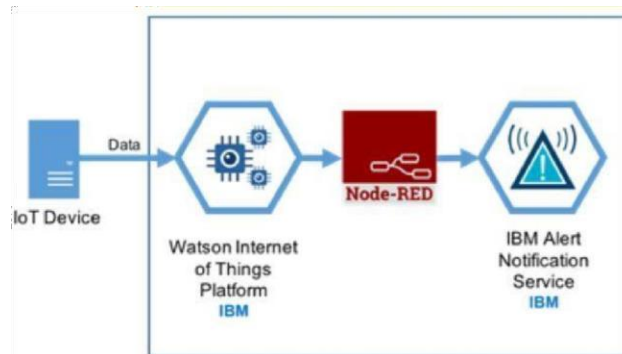 Data
IoT Device
Watson Internet
of Things
Platform
IBM
Node-RED
IBM Alert
Notification
Service
IBM